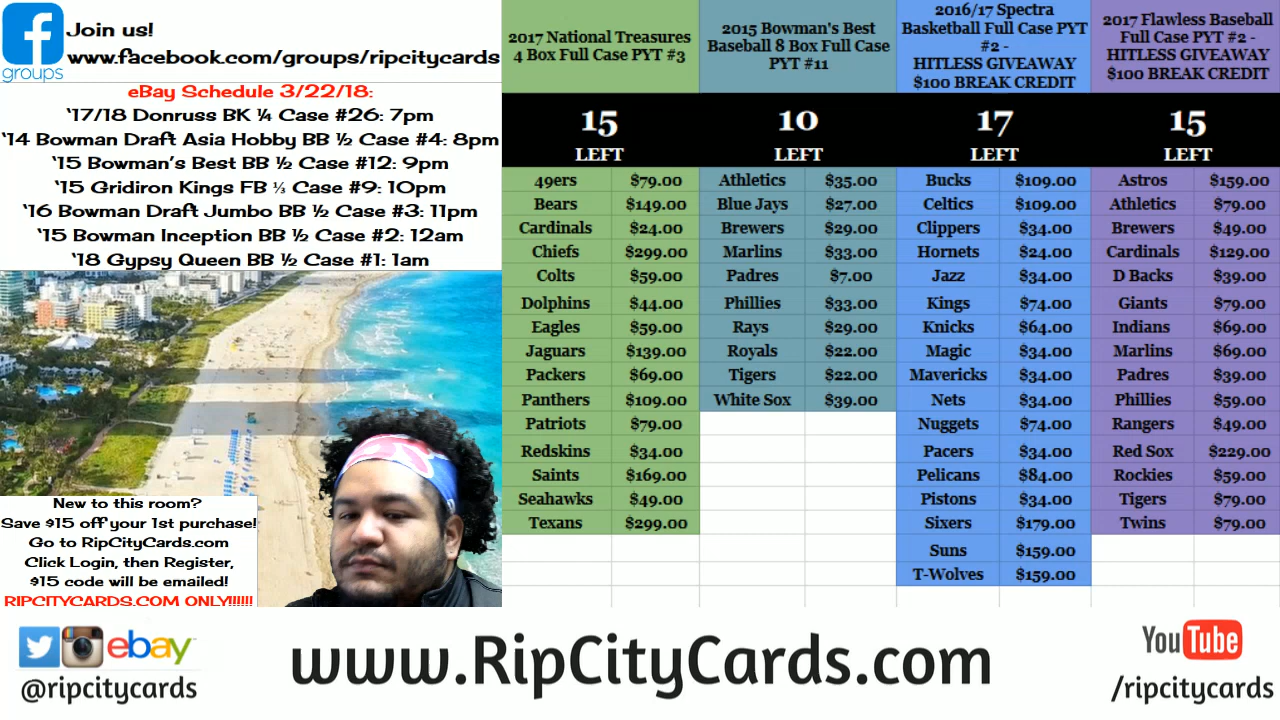 Join us!
www.facebook.com/groups/ripcitycards
groups
eBay Schedule 3/22/18:
'17/18 Donruss BK ¼ Case #26: 7pm
'14 Bowman Draft Asia Hobby BB ½ Case #4: 8pm
'15 Bowman's Best BB ½ Case #12: 9pm
'15 Gridiron Kings FB ⅓ Case #9: 10pm
'16 Bowman Draft Jumbo BB ½ Case #3: 11pm
'15 Bowman Inception BB ½ Case #2: 12am
'18 Gypsy Queen BB ½ Case #1: 1am
New to this room?
Save $15 off your 1st purchase!
Go to RipCityCards.com
Click Login, then Register,
$15 code will be emailed!
RIPCITYCARDS.COM ONLY!!!!!!
2017 National Treasures
4 Box Full Case PYT #3
15
LEFT
49ers $79.00
Bears $149.00
Cardinals $24.00
Chiefs $299.00
Colts $59.00
Dolphins $44.00
Eagles $59.00
Jaguars $139.00
Packers $69.00
Panthers $109.00
Patriots $79.00
Redskins $34.00
Saints $169.00
Seahawks $49.00
Texans $299.00
2015 Bowman's Best
Baseball 8 Box Full Case
PYT #11
10
LEFT
Athletics $35.00
Blue Jays $27.00
Brewers $29.00
Marlins $33.00
Padres $7.00
Phillies $33.00
Rays $29.00
Royals $22.00
Tigers $22.00
White Sox $39.00
2016/17 Spectra
Basketball Full Case PYT
#2 -
HITLESS GIVEAWAY
$100 BREAK CREDIT
17
LEFT
Bucks $109.00
Celtics $109.00
Clippers $34.00
Hornets $24.00
Jazz $34.00
Kings $74.00
Knicks $64.00
Magic $34.00
Mavericks $34.00
Nets $34.00
Nuggets $74.00
Pacers $34.00
Pelicans $84.00
Pistons $34.00
Sixers $179.00
Suns $159.00
T-Wolves $159.00
2017 Flawless Baseball
Full Case PYT #2 -
HITLESS GIVEAWAY
$100 BREAK CREDIT
15
LEFT
Astros $159.00
Athletics $79.00
Brewers $49.00
Cardinals $129.00
D Backs $39.00
Giants $79.00
Indians $69.00
Marlins $69.00
Padres $39.00
Phillies $59.00
Rangers $49.00
Red Sox $229.00
Rockies $59.00
Tigers $79.00
Twins $79.00
ebay
@ripcitycards
www.RipCityCards.com
YouTube
/ripcitycards